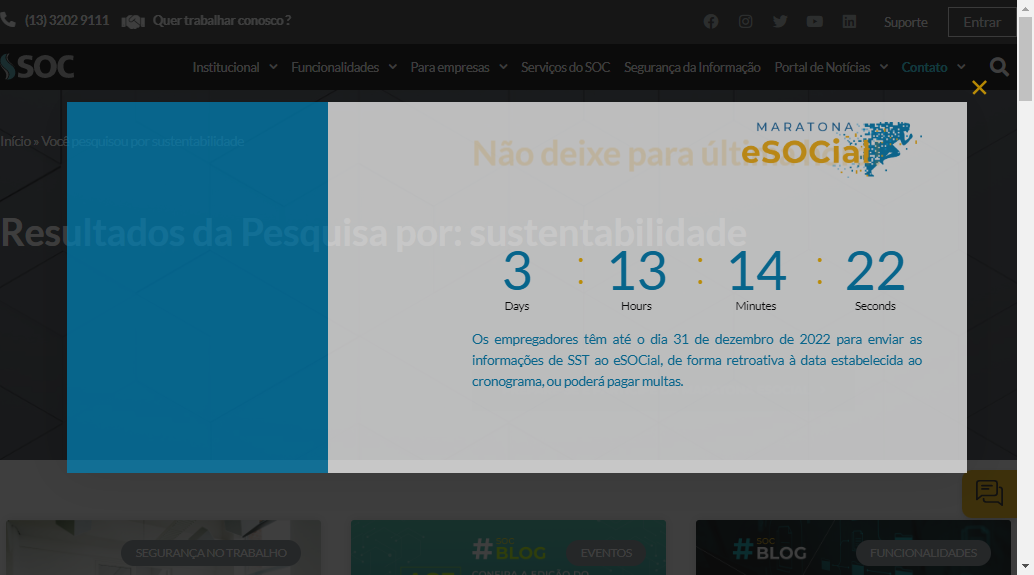 (13) 3202 9111 Quer trabalhar conosco ? Suporte Entrar
SOC Institucional Funcionalidades Para empresas Serviços do SOC Segurança da Informação Portal de Notícias Contato
Início » Você pesquisou por sustentabilidade
MARATONA
eSOCial
Não deixe para últ
Resultados da Pesquisa por: sustentabilidade
3 : 13 : 14 : 22
Days Hours Minutes Seconds
Os empregadores têm até o dia 31 de dezembro de 2022 para enviar as
informações de SST ao eSOCial, de forma retroativa à data estabelecida ao
cronograma, ou poderá pagar multas.
SEGURANÇA NO TRABALHO
#SOC BLOG EVENTOS
CONFIRA A EDIÇÃO DO
#SOC BLOG FUNCIONALIDADES